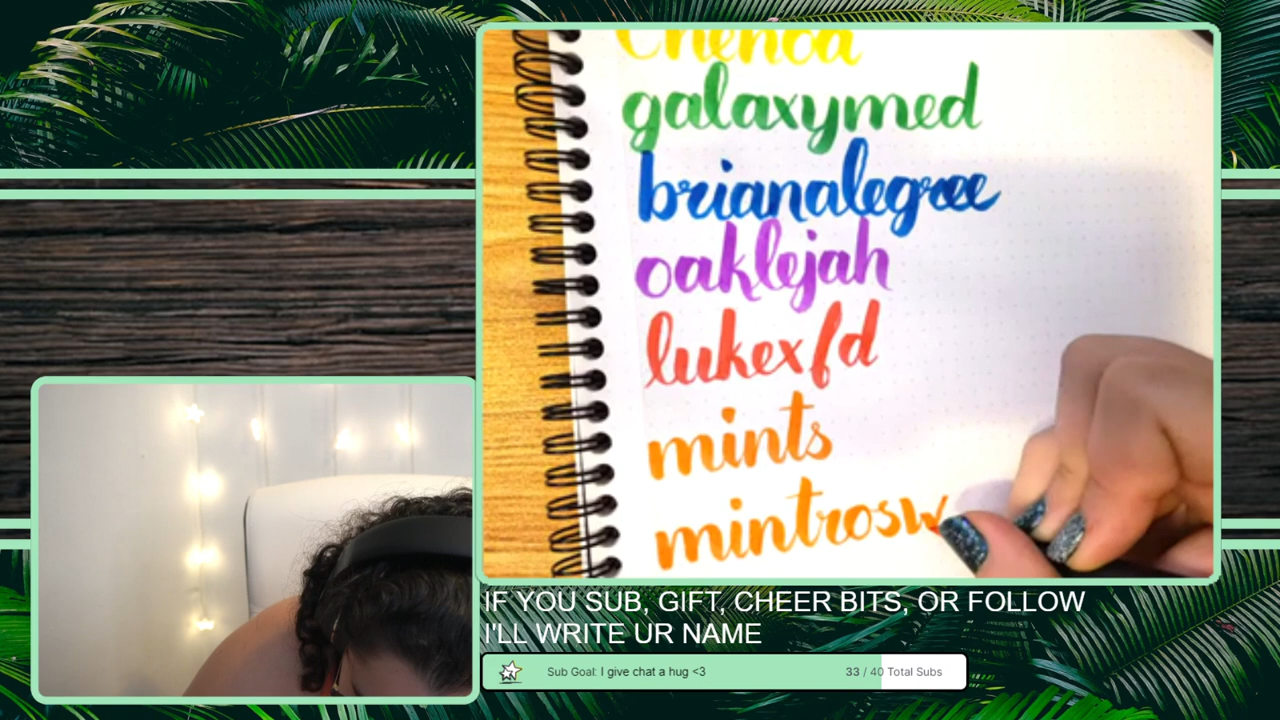 Chenoa
galaxymed
brianalegree
oaklejah
lukexfd
mints
mintrosw
IF YOU SUB, GIFT, CHEER BITS, OR FOLLOW
I'LL WRITE UR NAME
Sub Goal: I give chat a hug <3 33 / 40 Total Subs